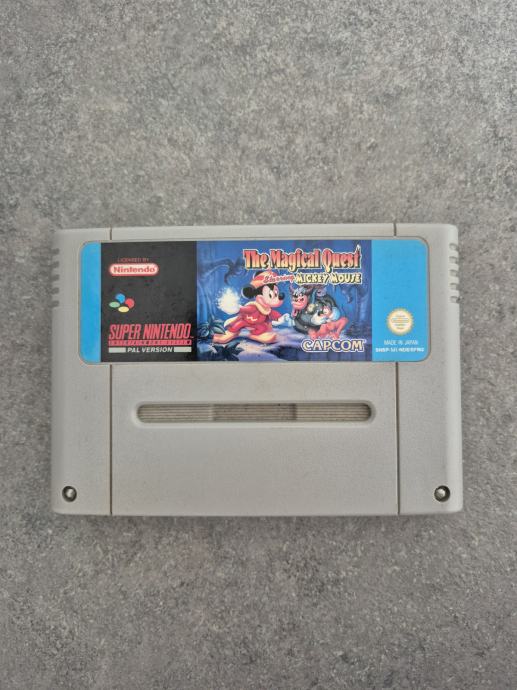 LICENSED BY
Nintendo
SUPER NINTENDO
ENTERTAINMENT SYSTEM
PAL VERSION
The Magical Quest
Starring MICKEY MOUSE
CAPCOM
MADE IN JAPAN